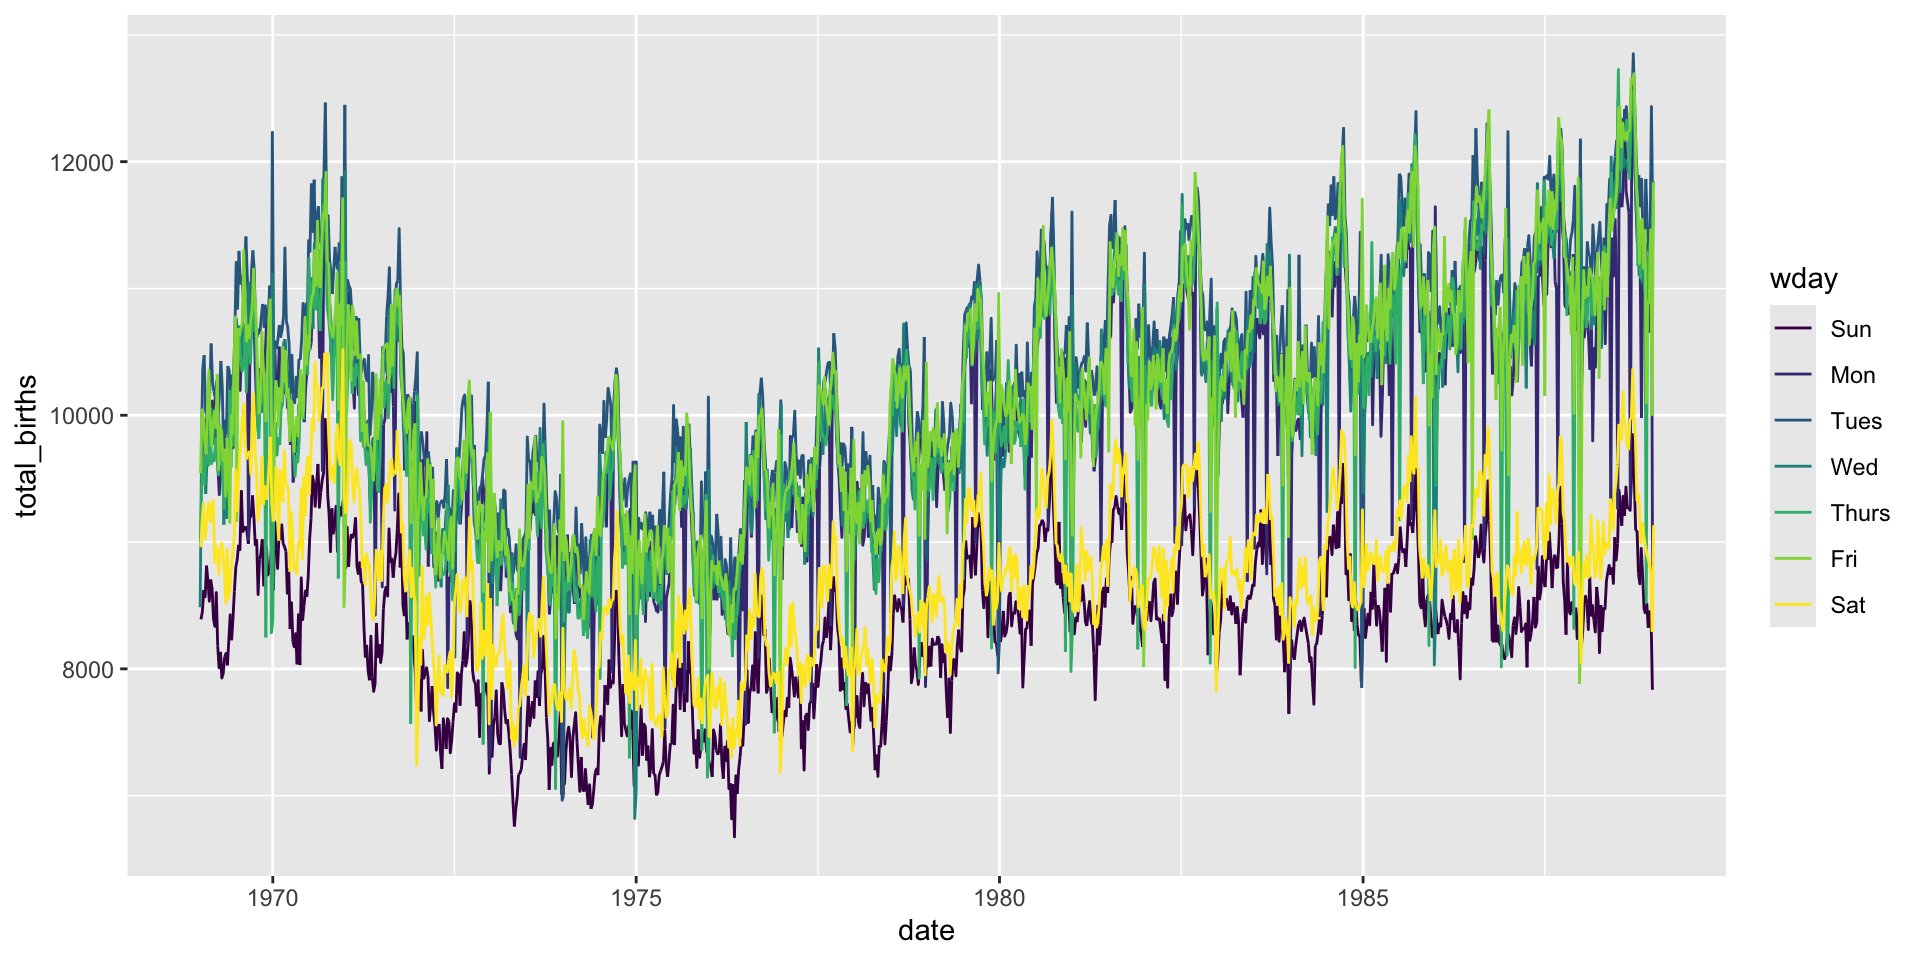 total_births
12000
10000
8000
1970 1975 1980 1985
date
wday
Sun
Mon
Tues
Wed
Thurs
Fri
Sat